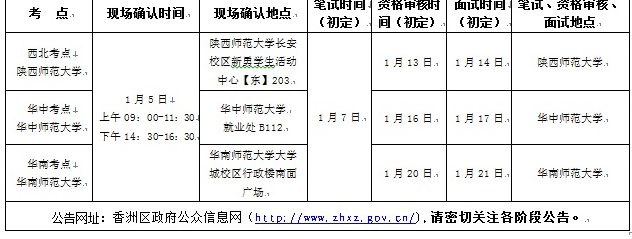 考 点
现场确认时间
现场确认地点
笔试时间
（初定）
资格审核时
间（初定）
面试时间
（初定）
笔试、资格审核、
面试地点
西北考点
陕西师范大学
1月5日
上午09：00-11：30
下午14：30-16：30
陕西师范大学长安
校区新勇学生活动
中心【东】203
1月7日
1月13日
1月14日
陕西师范大学
华中考点
华中师范大学
华中师范大学
就业处B112
1月16日
1月17日
华中师范大学
华南考点
华南师范大学
华南师范大学大学
城校区行政楼南面
广场
1月20日
1月21日
华南师范大学
公告网址：香洲区政府公众信息网（http://www.zhxz.gov.cn/),请密切关注各阶段公告。